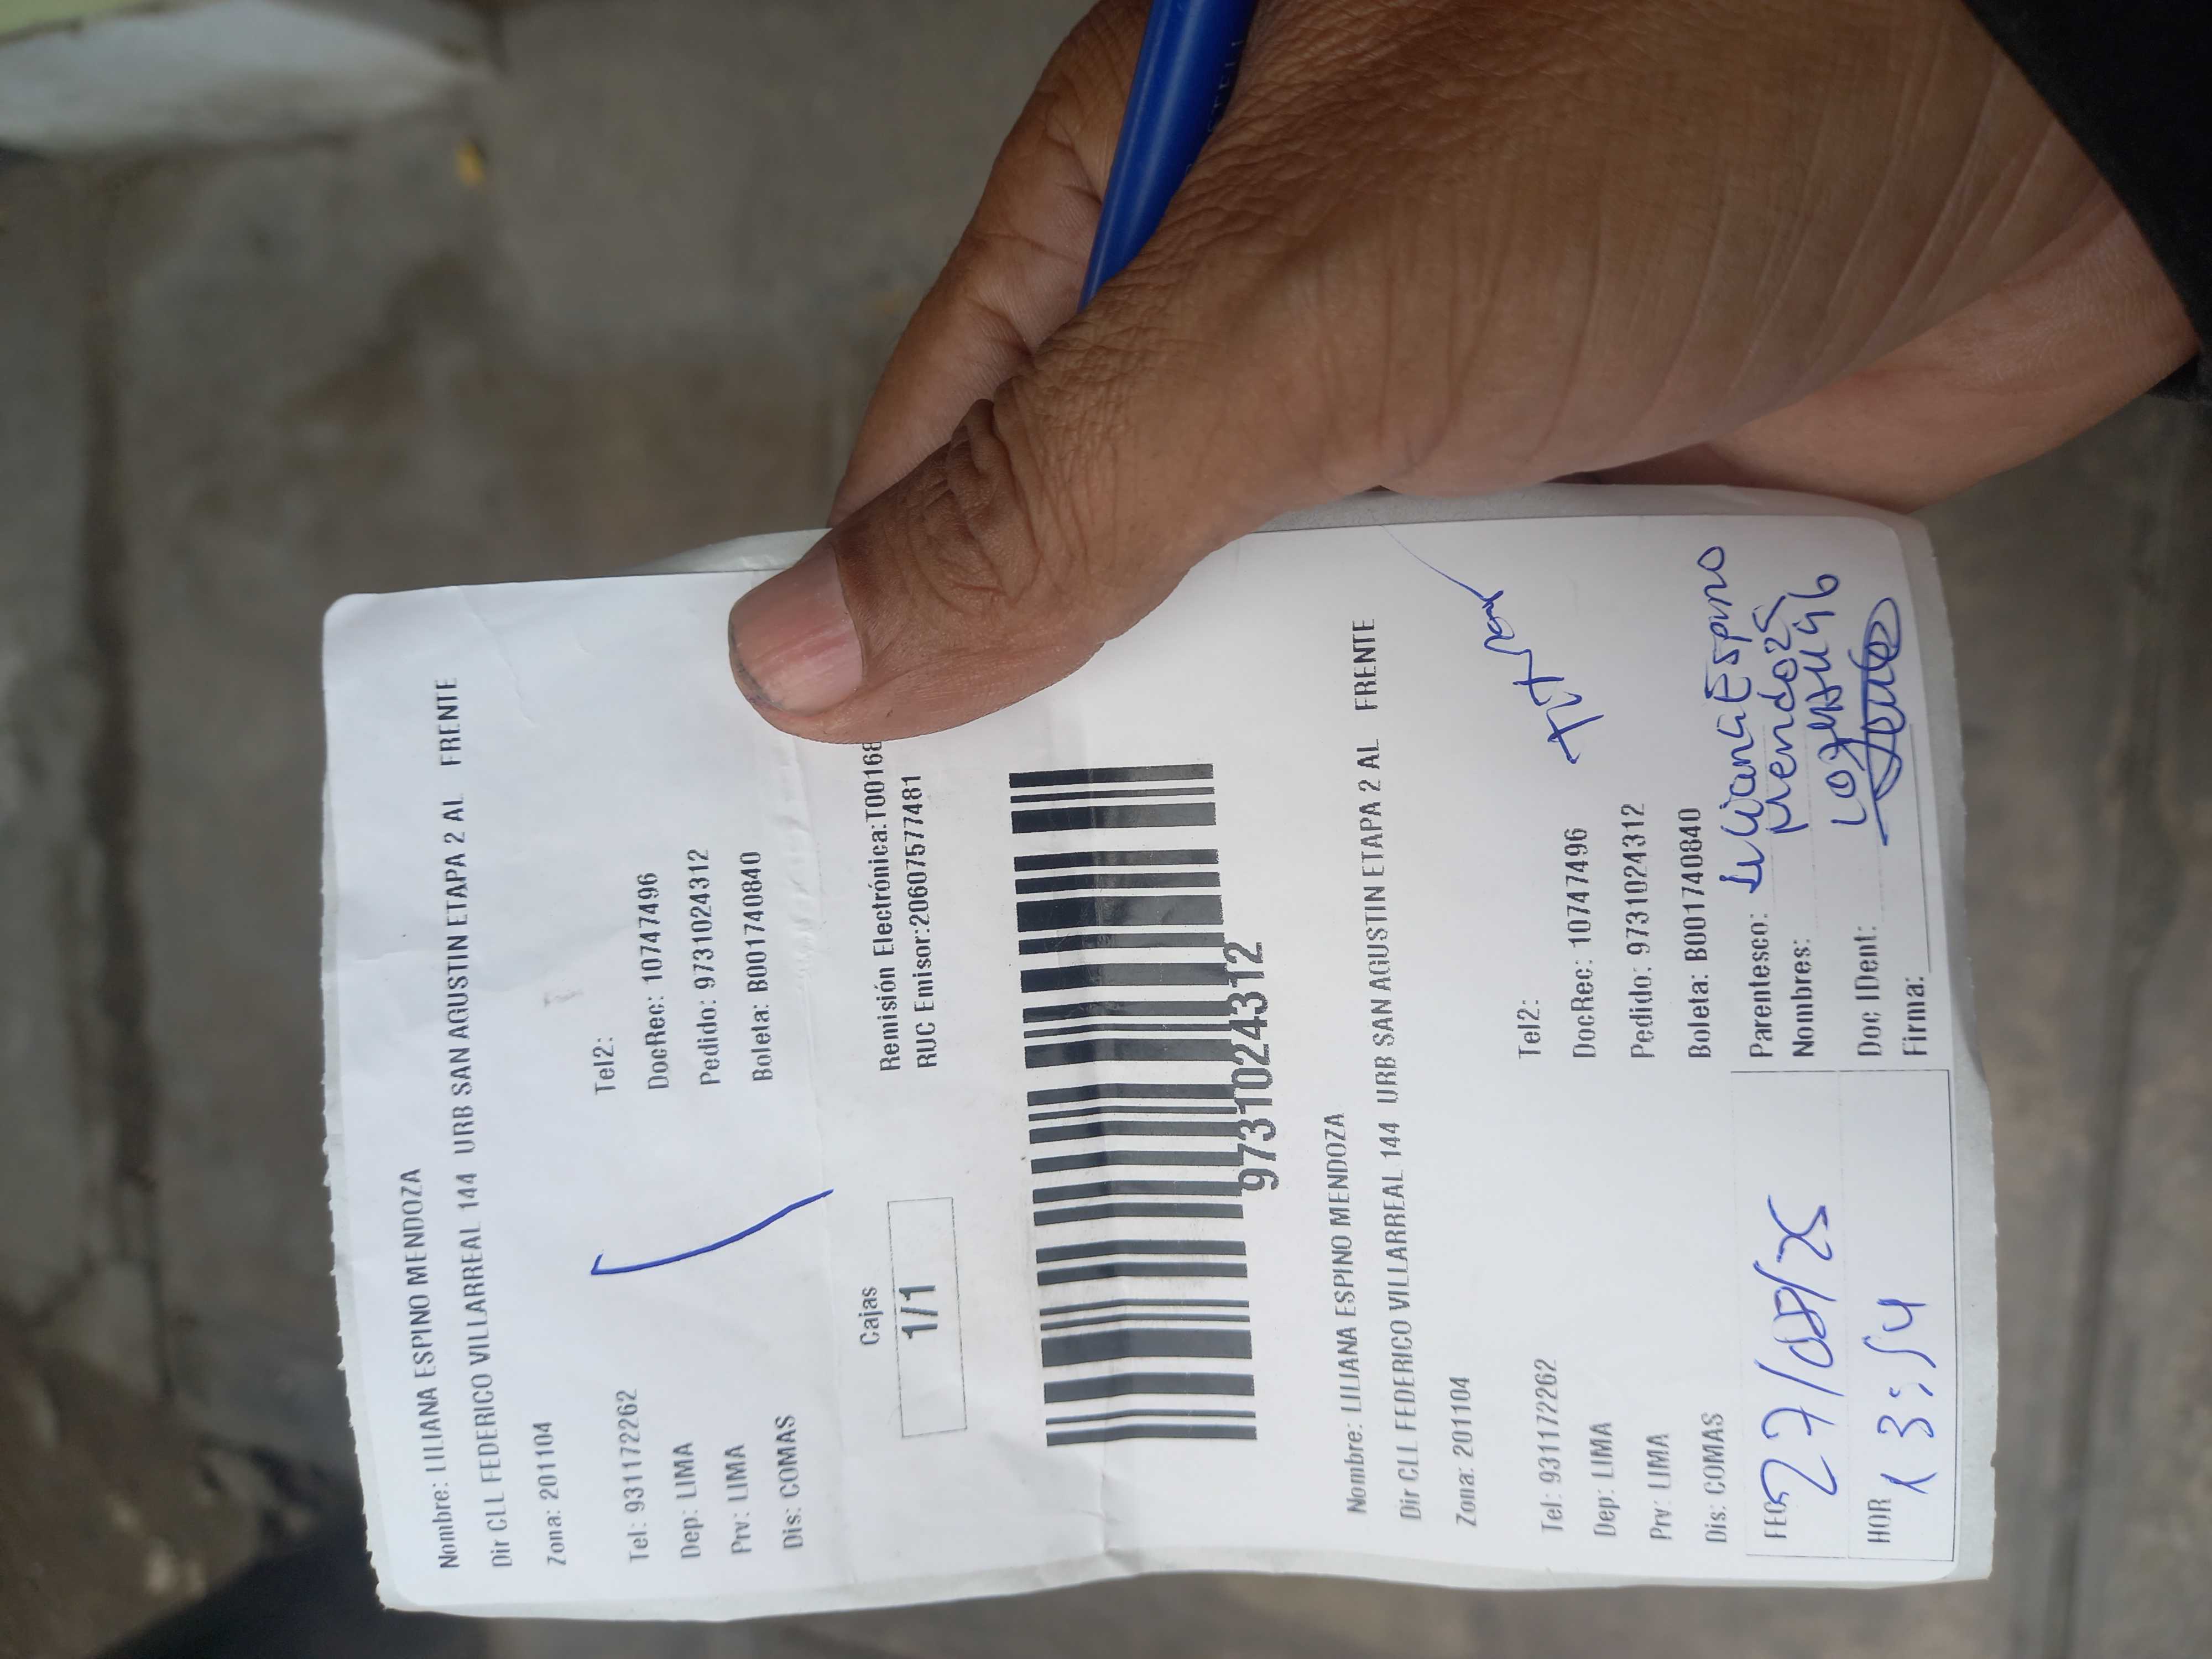 Nombre: LILIANA ESPINO MENDOZA
Dir CLL FEDERICO VILLARREAL 144 URB SAN AGUSTIN ETAPA 2 AL FRENTE
Zona: 201104
Tel: 931172262 Tel2:
Dep: LIMA DocRec: 10747496
Prv: LIMA Pedido: 9731024312
Dis: COMAS Boleta: B001740840
Cajas Remisión Electrónica:T00168
1/1 RUC Emisor:20607577481
9731024312
Nombre: LILIANA ESPINO MENDOZA
Dir CLL FEDERICO VILLARREAL 144 URB SAN AGUSTIN ETAPA 2 AL FRENTE
Zona: 201104
Tel: 931172262 Tel2:
Titular
Dep: LIMA DocRec: 10747496
Prv: LIMA Pedido: 9731024312
Dis: COMAS Boleta: B001740840
FEC 27/08/25 Parentesco: Liliana Espino
Nombres: Mendoza
HOR 13:54 Doc IDent: 10747496
Firma: